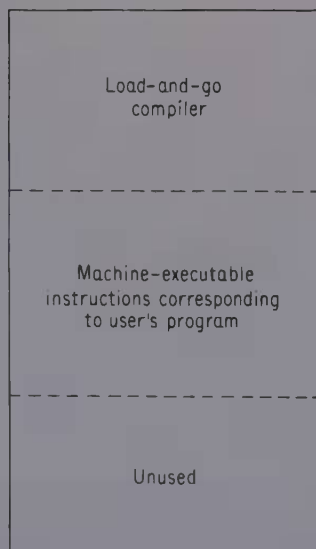 Load-and-go
compiler
Machine-executable
instructions corresponding
to user's program
Unused